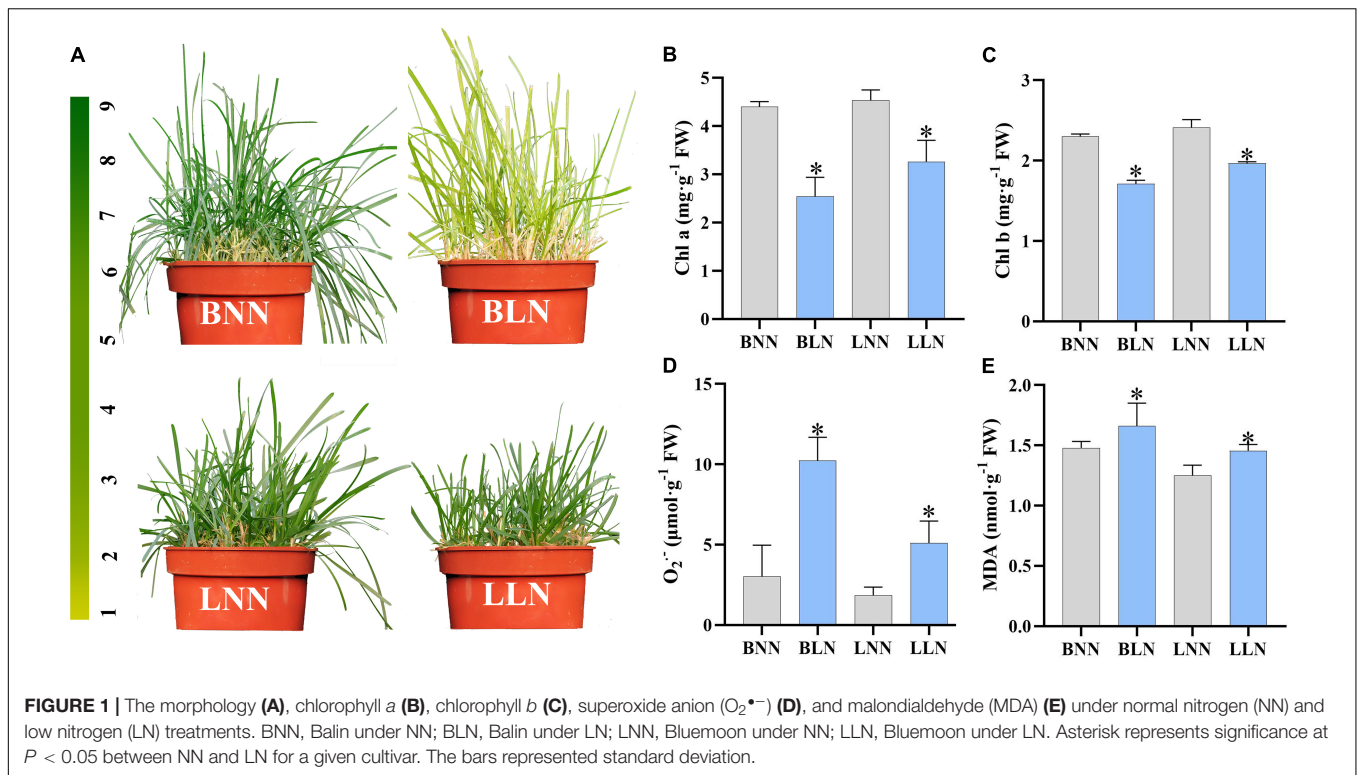 A
9
8
7
6
5
4
3
2
1
BNN
BLN
LNN
LLN
B
Chl a (mg·g⁻¹ FW)
5
4
3
2
1
0
*
*
BNN BLN LNN LLN
C
Chl b (mg·g⁻¹ FW)
3
2
1
0
*
*
BNN BLN LNN LLN
D
O₂·⁻ (μmol·g⁻¹ FW)
15
10
5
0
*
*
BNN BLN LNN LLN
E
MDA (nmol·g⁻¹ FW)
2.0
1.5
1.0
0.5
0.0
*
*
BNN BLN LNN LLN
FIGURE 1 | The morphology (A), chlorophyll a (B), chlorophyll b (C), superoxide anion (O₂•−) (D), and malondialdehyde (MDA) (E) under normal nitrogen (NN) and
low nitrogen (LN) treatments. BNN, Balin under NN; BLN, Balin under LN; LNN, Bluemoon under NN; LLN, Bluemoon under LN. Asterisk represents significance at
P < 0.05 between NN and LN for a given cultivar. The bars represented standard deviation.